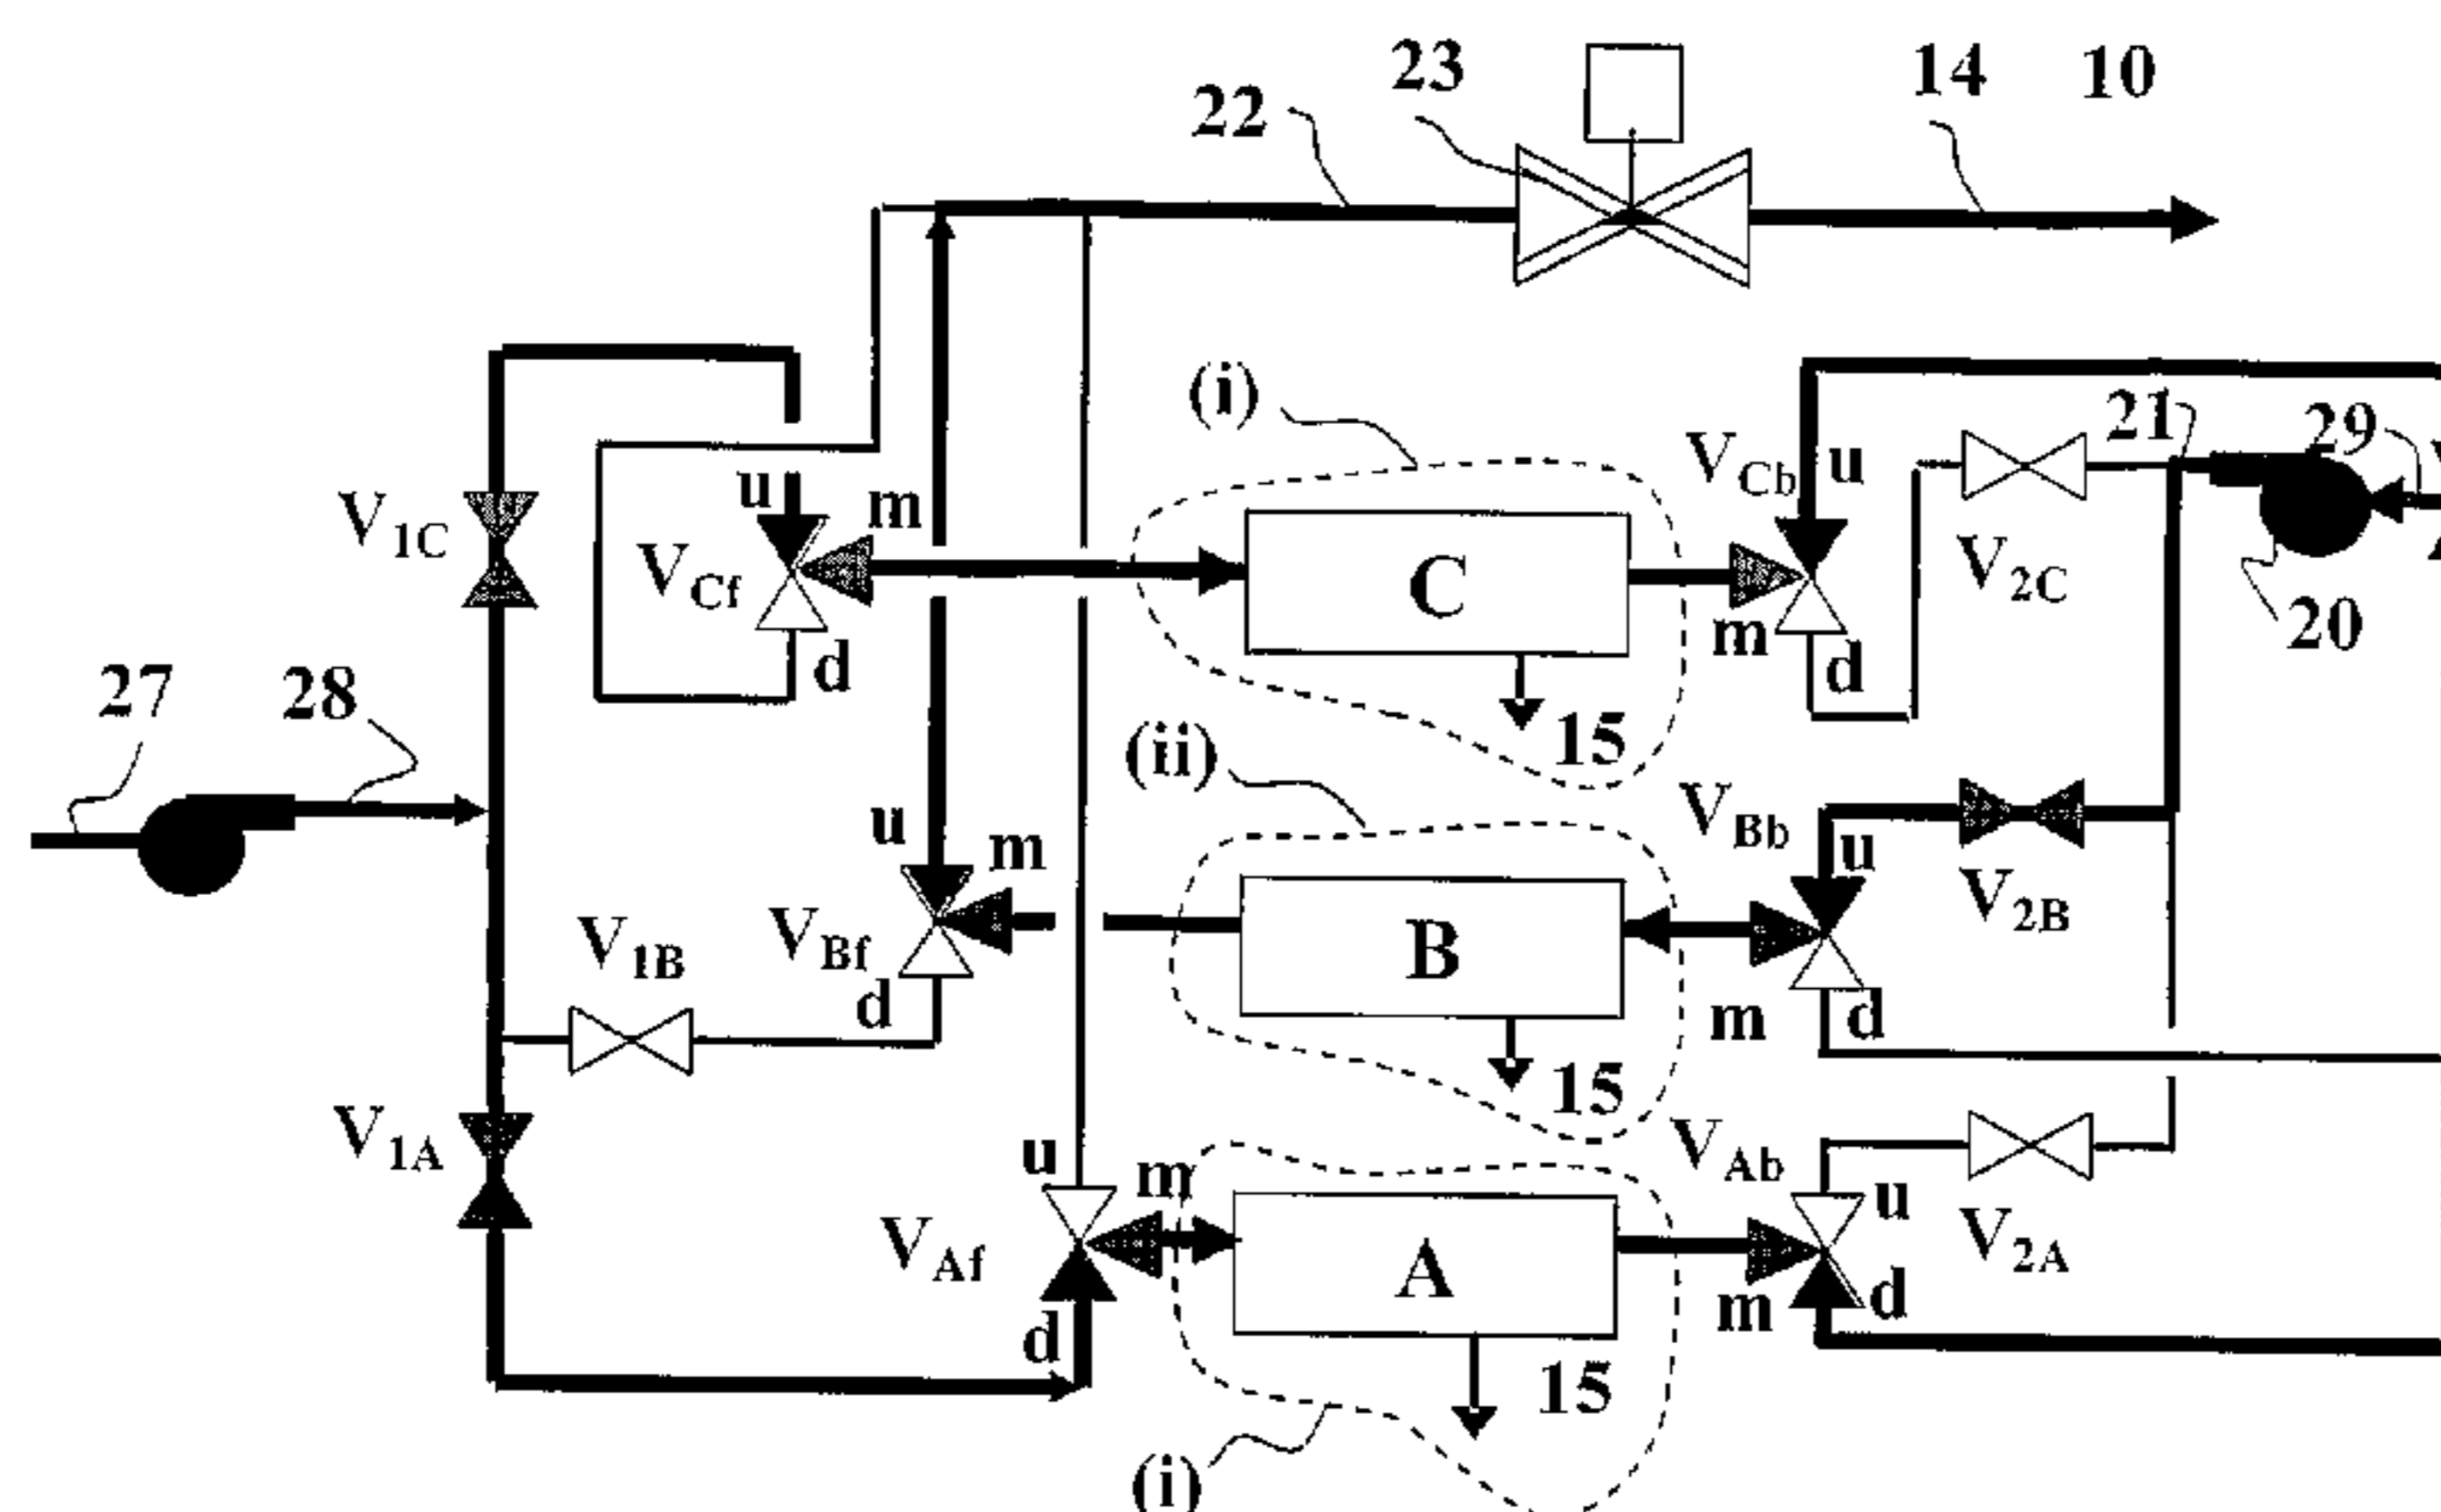 23 14 10
22
(i)
21 29
V1C u m VCf d
C
VCb u m d
V2C
20
27 28
15
(ii)
u m VBf d
V1B
B
VBb u m d
V2B
15
V1A
u m VAf d
A
VAb u m d
V2A
15
(i)